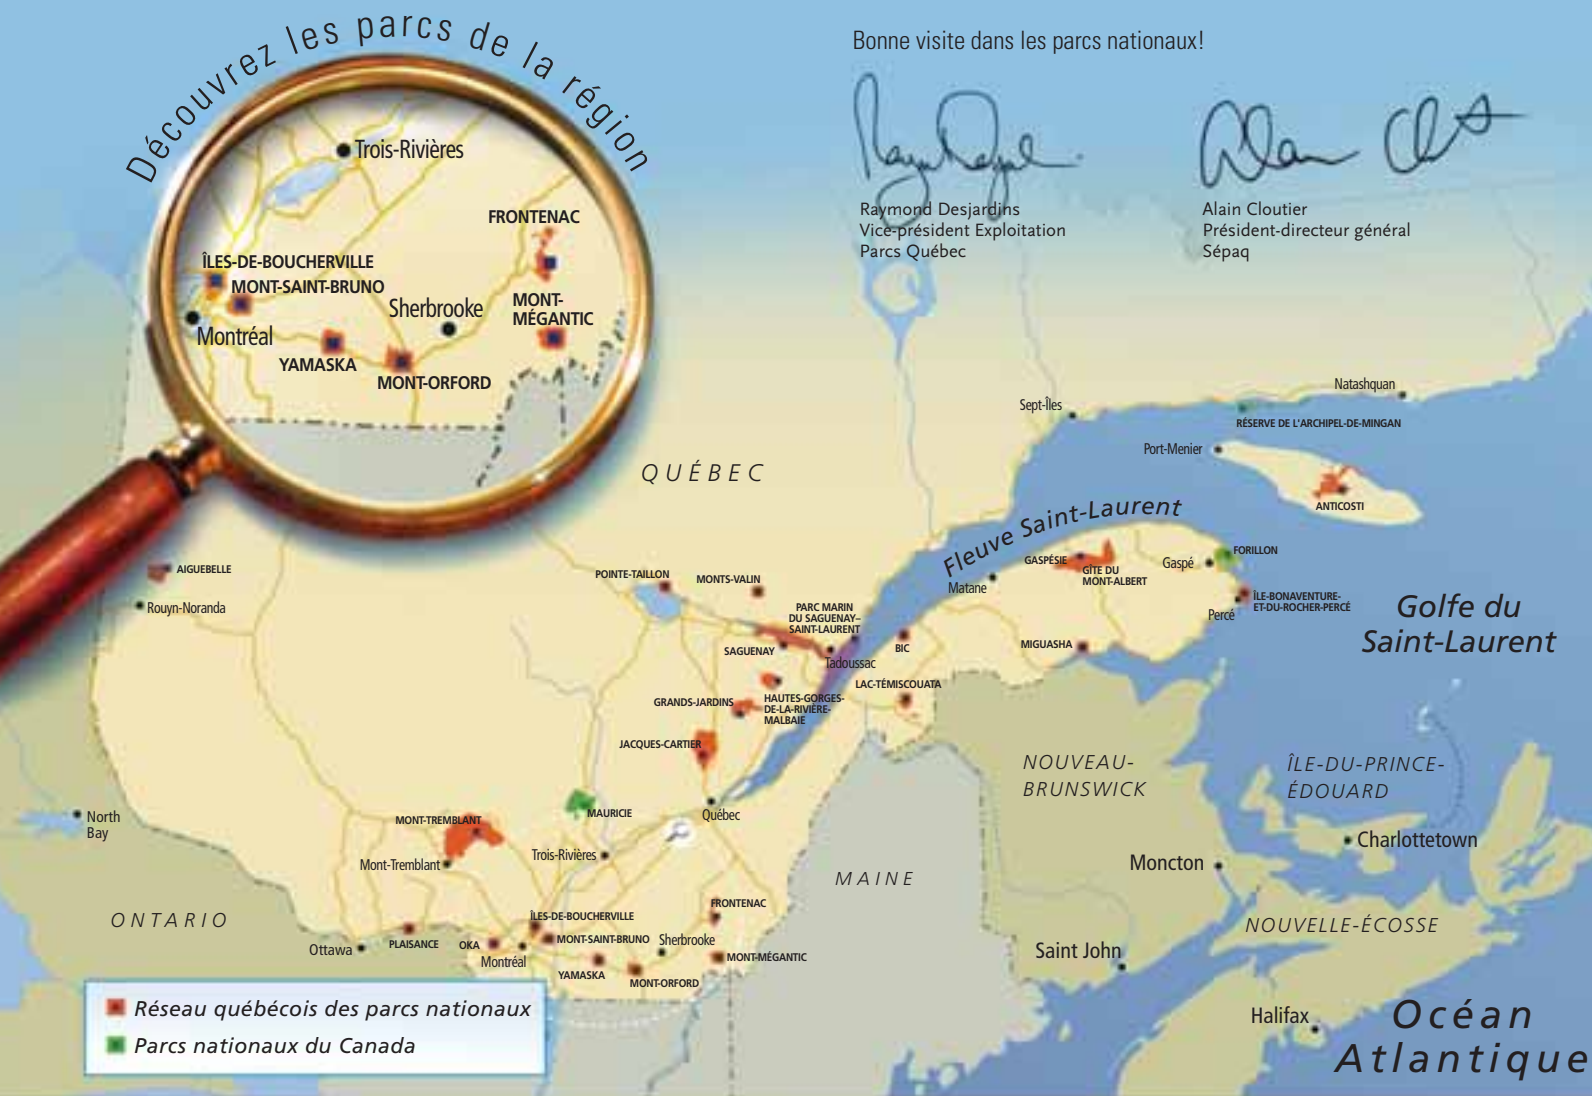 Découvrez les parcs de la région
Bonne visite dans les parcs nationaux!
Raymond Desjardins
Vice-président Exploitation
Parcs Québec
Alain Cloutier
Président-directeur général
Sépaq
Trois-Rivières
FRONTENAC
ÎLES-DE-BOUCHERVILLE
MONT-SAINT-BRUNO
Sherbrooke
MONT-
MÉGANTIC
Montréal
YAMASKA
MONT-ORFORD
Natashquan
Sept-Îles
RÉSERVE DE L'ARCHIPEL-DE-MINGAN
Port-Menier
QUÉBEC
ANTICOSTI
Fleuve Saint-Laurent
FORILLON
GASPÉSIE
Gaspé
GÎTE DU
MONT-ALBERT
AIGUEBELLE
POINTE-TAILLON
MONTS-VALIN
Matane
ÎLE-BONAVENTURE-
ET-DU-ROCHER-PERCÉ
Rouyn-Noranda
PARC MARIN
DU SAGUENAY–
SAINT-LAURENT
Percé
Golfe du
Saint-Laurent
SAGUENAY
BIC
MIGUASHA
Tadoussac
LAC-TÉMISCOUATA
GRANDS-JARDINS
HAUTES-GORGES-
DE-LA-RIVIÈRE-
MALBAIE
JACQUES-CARTIER
NOUVEAU-
BRUNSWICK
ÎLE-DU-PRINCE-
ÉDOUARD
North
Bay
MONT-TREMBLANT
MAURICIE
Québec
Charlottetown
Mont-Tremblant
Trois-Rivières
Moncton
MAINE
ONTARIO
FRONTENAC
ÎLES-DE-BOUCHERVILLE
NOUVELLE-ÉCOSSE
Ottawa
PLAISANCE
OKA
MONT-SAINT-BRUNO
Sherbrooke
Saint John
Montréal
MONT-MÉGANTIC
YAMASKA
MONT-ORFORD
Réseau québécois des parcs nationaux
Parcs nationaux du Canada
Halifax
Océan
Atlantique